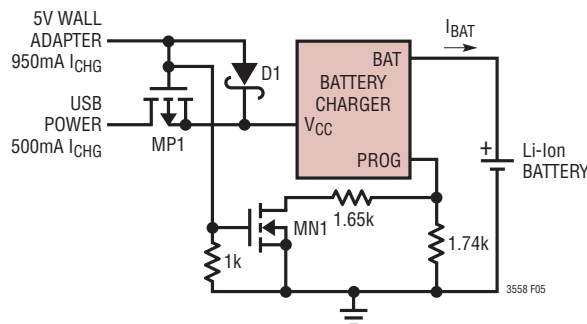 5V WALL
ADAPTER
950mA ICHG
USB
POWER
500mA ICHG
MP1
D1
BAT
BATTERY
CHARGER
VCC
PROG
IBAT
+
Li-Ion
BATTERY
MN1
1.65k
1k
1.74k
3558 F05